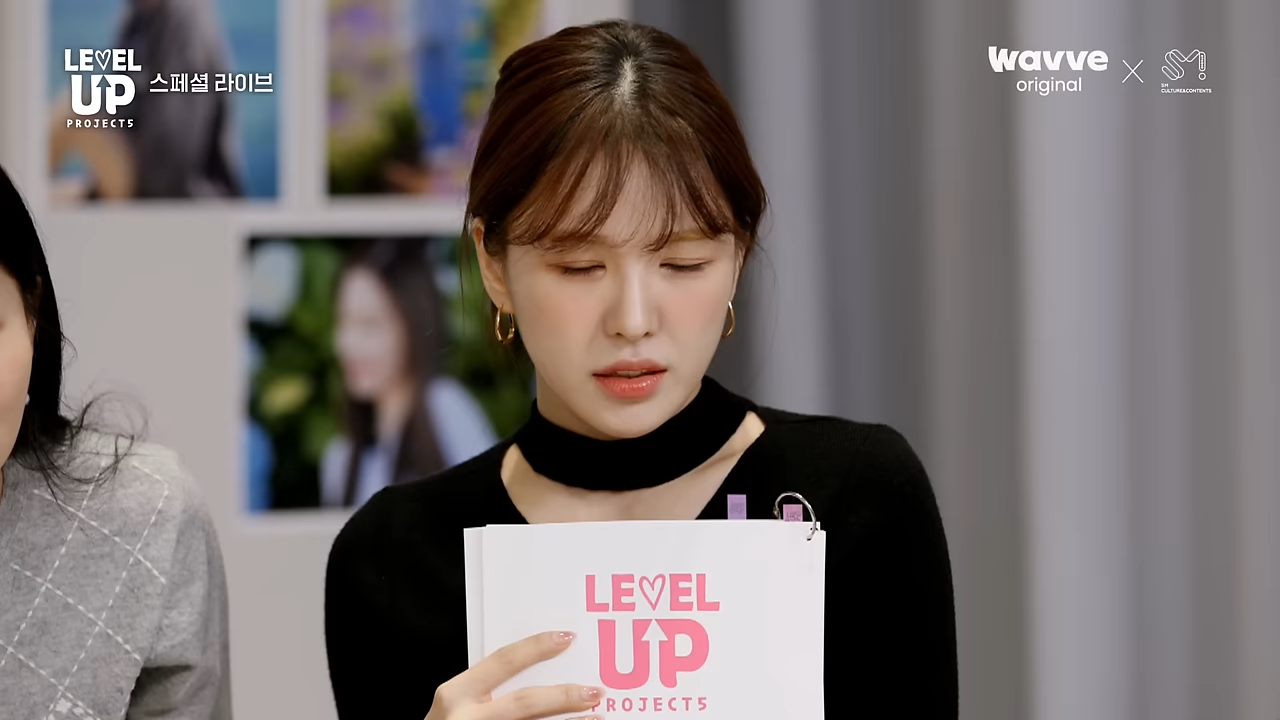 LEVEL
UP
PROJECT5
스페셜 라이브
wavve
original
X
SM
CULTURE&CONTENTS
LEVEL
UP
PROJECT5